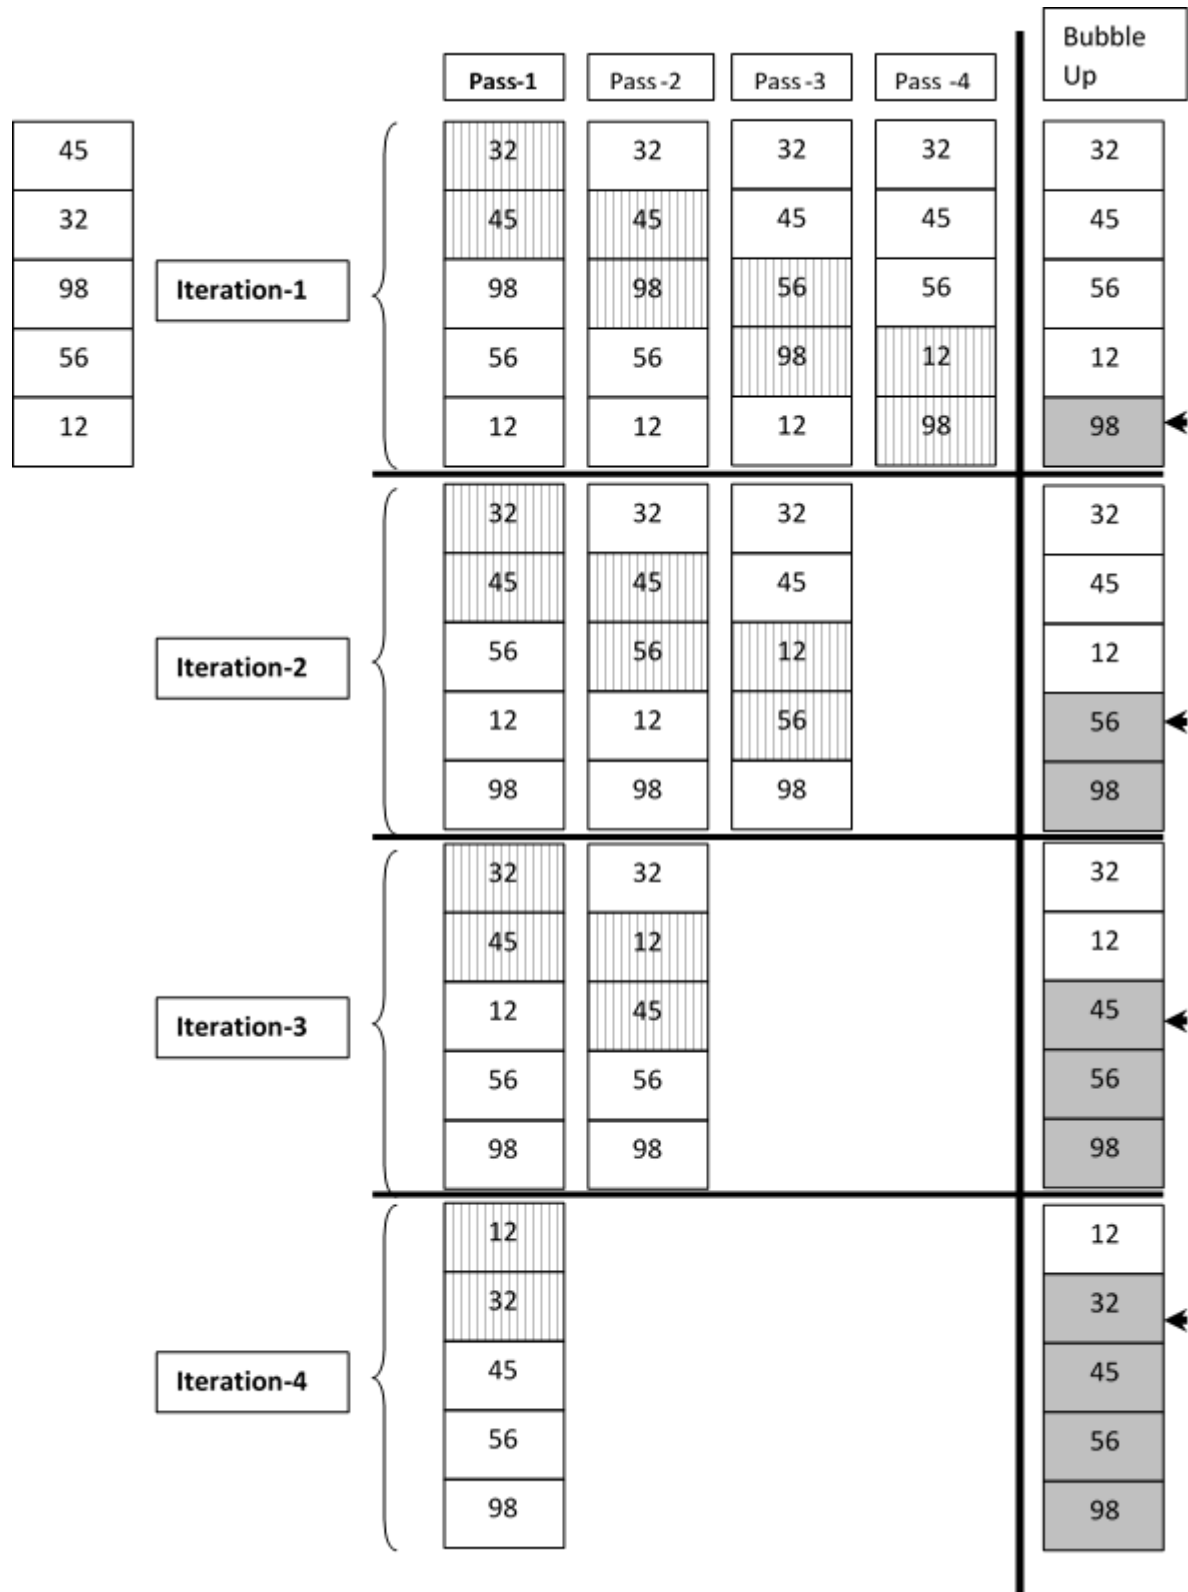 Bubble
Up
Pass-1 Pass -2 Pass -3 Pass -4
45 32 32 32 32 32
32 45 45 45 45 45
Iteration-1
98 98 98 56 56 56
56 56 56 98 12 12
12 12 12 12 98 98
32 32 32 32
45 45 45 45
Iteration-2
56 56 12 12
12 12 56 56
98 98 98 98
32 32 32
45 12 12
Iteration-3
12 45 45
56 56 56
98 98 98
12 12
32 32
Iteration-4
45 45
56 56
98 98